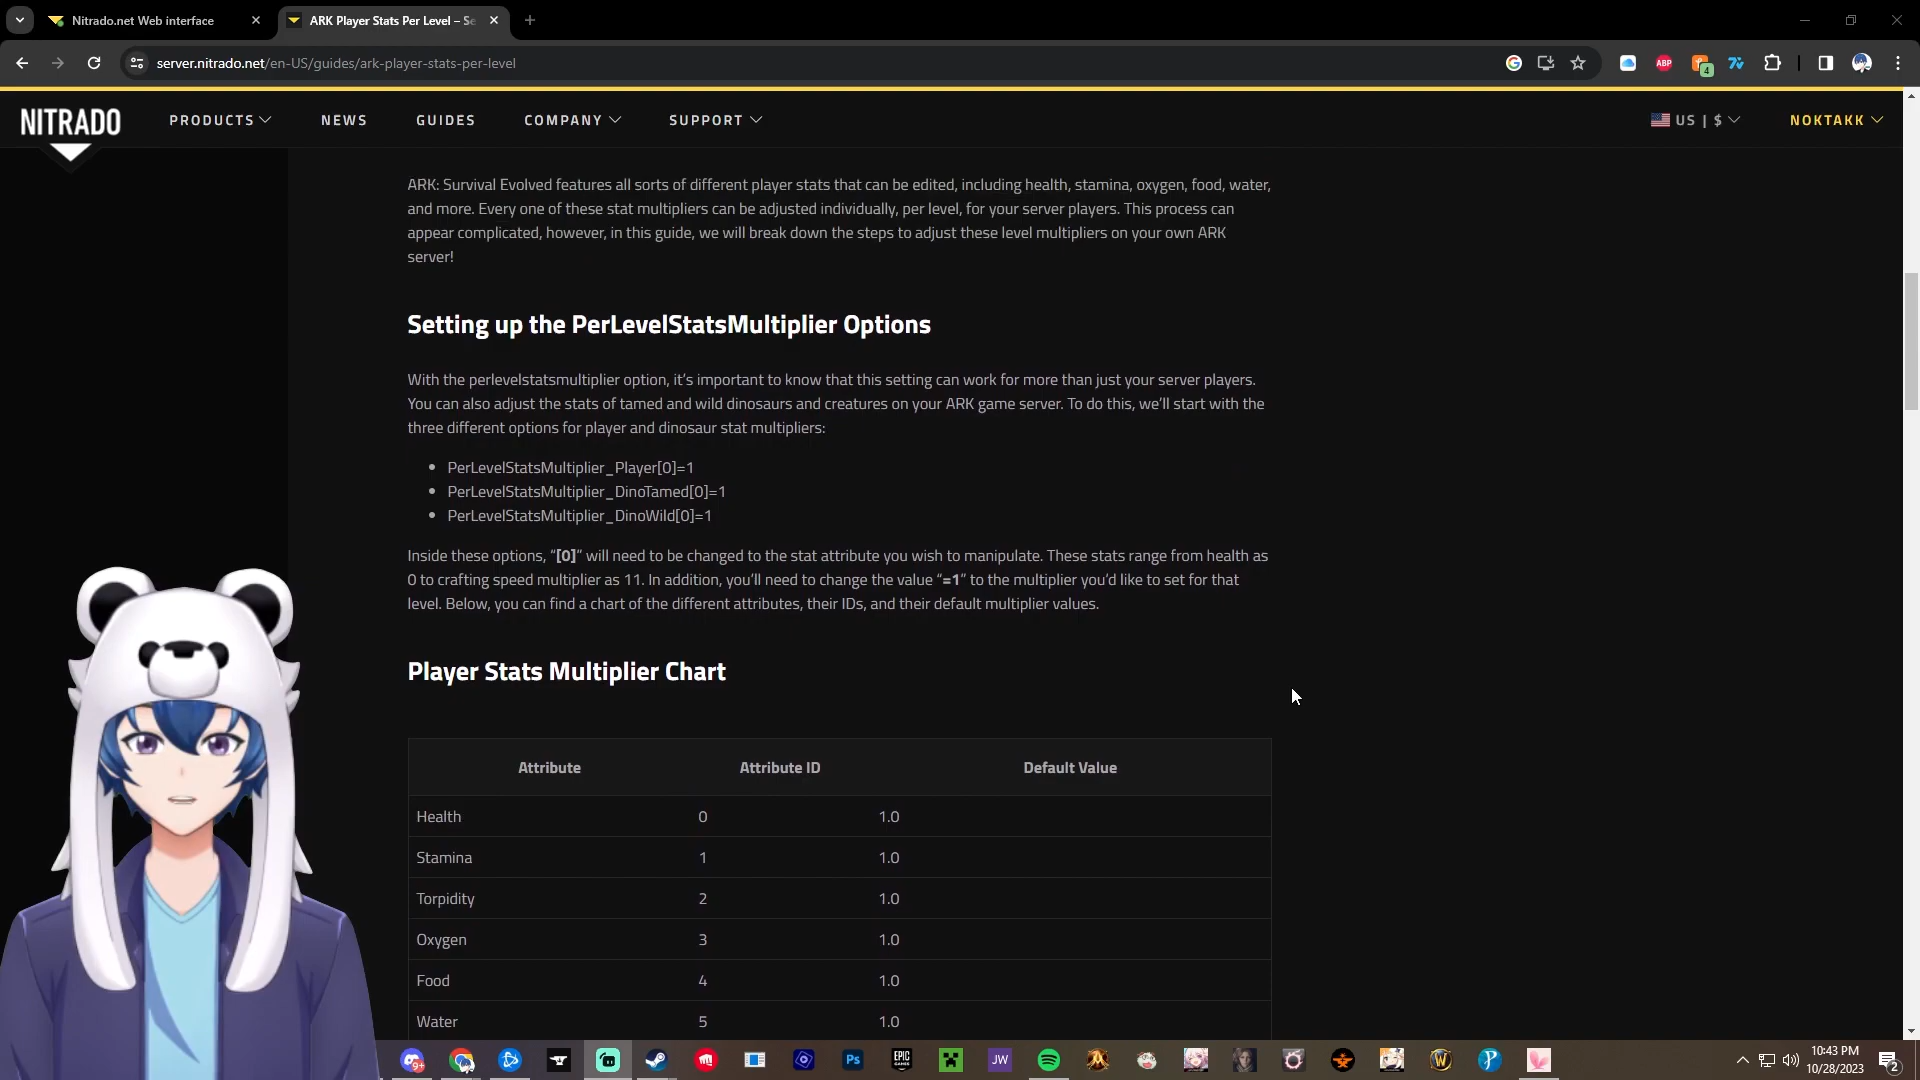 Nitrado.net Web interface
ARK Player Stats Per Level – Se
server.nitrado.net/en-US/guides/ark-player-stats-per-level
ABP
4
NITRADO
PRODUCTS
NEWS
GUIDES
COMPANY
SUPPORT
US | $
NOKTAKK
ARK: Survival Evolved features all sorts of different player stats that can be edited, including health, stamina, oxygen, food, water,
and more. Every one of these stat multipliers can be adjusted individually, per level, for your server players. This process can
appear complicated, however, in this guide, we will break down the steps to adjust these level multipliers on your own ARK
server!
Setting up the PerLevelStatsMultiplier Options
With the perlevelstatsmultiplier option, it’s important to know that this setting can work for more than just your server players.
You can also adjust the stats of tamed and wild dinosaurs and creatures on your ARK game server. To do this, we’ll start with the
three different options for player and dinosaur stat multipliers:
PerLevelStatsMultiplier_Player[0]=1
PerLevelStatsMultiplier_DinoTamed[0]=1
PerLevelStatsMultiplier_DinoWild[0]=1
Inside these options, “[0]“ will need to be changed to the stat attribute you wish to manipulate. These stats range from health as
0 to crafting speed multiplier as 11. In addition, you’ll need to change the value “=1” to the multiplier you’d like to set for that
level. Below, you can find a chart of the different attributes, their IDs, and their default multiplier values.
Player Stats Multiplier Chart
Attribute Attribute ID Default Value
Health 0 1.0
Stamina 1 1.0
Torpidity 2 1.0
Oxygen 3 1.0
Food 4 1.0
Water 5 1.0
9+
Ps
EPIC GAMES
JW
10:43 PM
10/28/2023
2